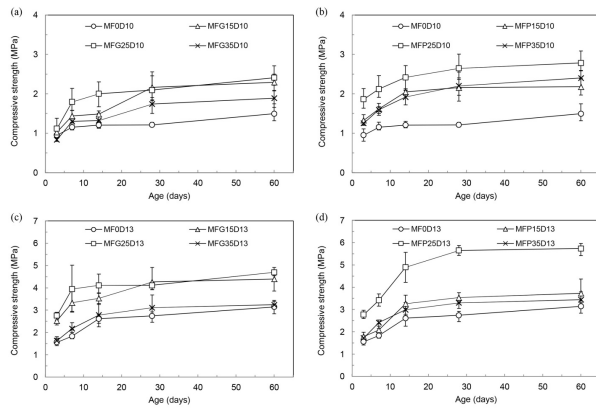 (a)
MF0D10 MFG15D10
MFG25D10 MFG35D10
Compressive strength (MPa)
4
3
2
1
0
0 10 20 30 40 50 60
Age (days)
(b)
MF0D10 MFP15D10
MFP25D10 MFP35D10
Compressive strength (MPa)
4
3
2
1
0
0 10 20 30 40 50 60
Age (days)
(c)
MF0D13 MFG15D13
MFG25D13 MFG35D13
Compressive strength (MPa)
7
6
5
4
3
2
1
0
0 10 20 30 40 50 60
Age (days)
(d)
MF0D13 MFP15D13
MFP25D13 MFP35D13
Compressive strength (MPa)
7
6
5
4
3
2
1
0
0 10 20 30 40 50 60
Age (days)